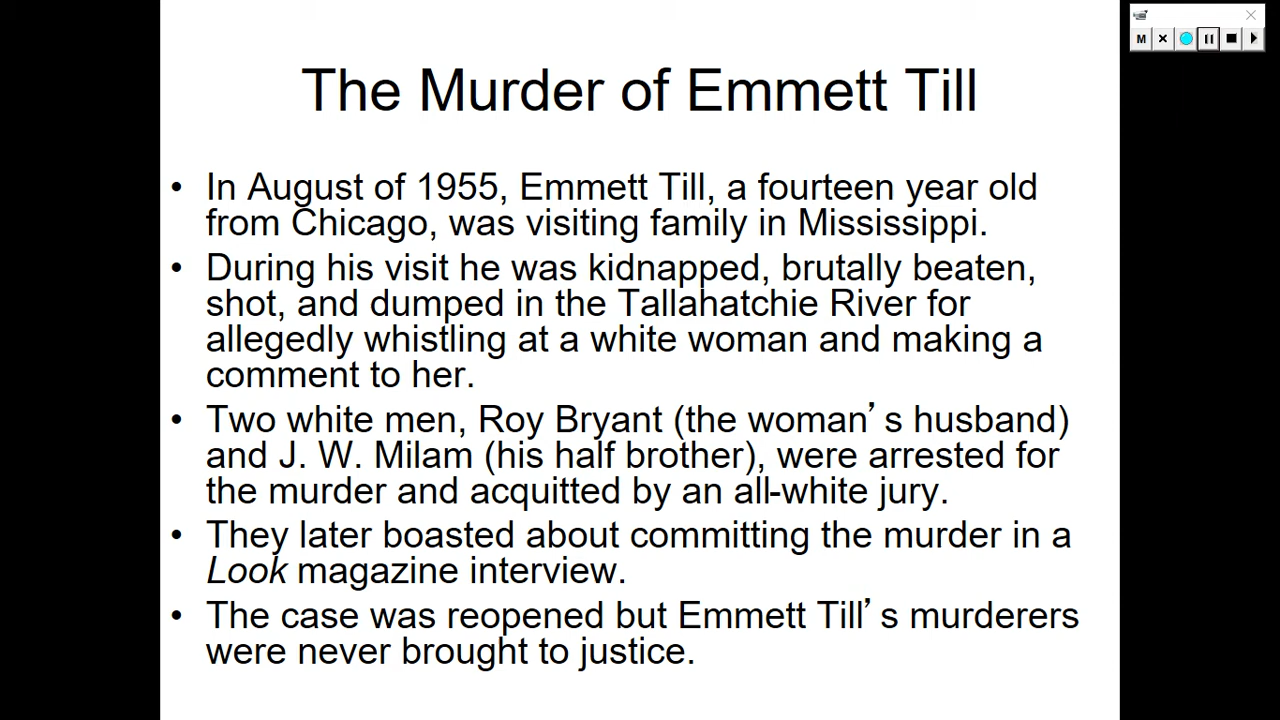 M
The Murder of Emmett Till
• In August of 1955, Emmett Till, a fourteen year old
from Chicago, was visiting family in Mississippi.
• During his visit he was kidnapped, brutally beaten,
shot, and dumped in the Tallahatchie River for
allegedly whistling at a white woman and making a
comment to her.
• Two white men, Roy Bryant (the woman’s husband)
and J. W. Milam (his half brother), were arrested for
the murder and acquitted by an all-white jury.
• They later boasted about committing the murder in a
Look magazine interview.
• The case was reopened but Emmett Till’s murderers
were never brought to justice.